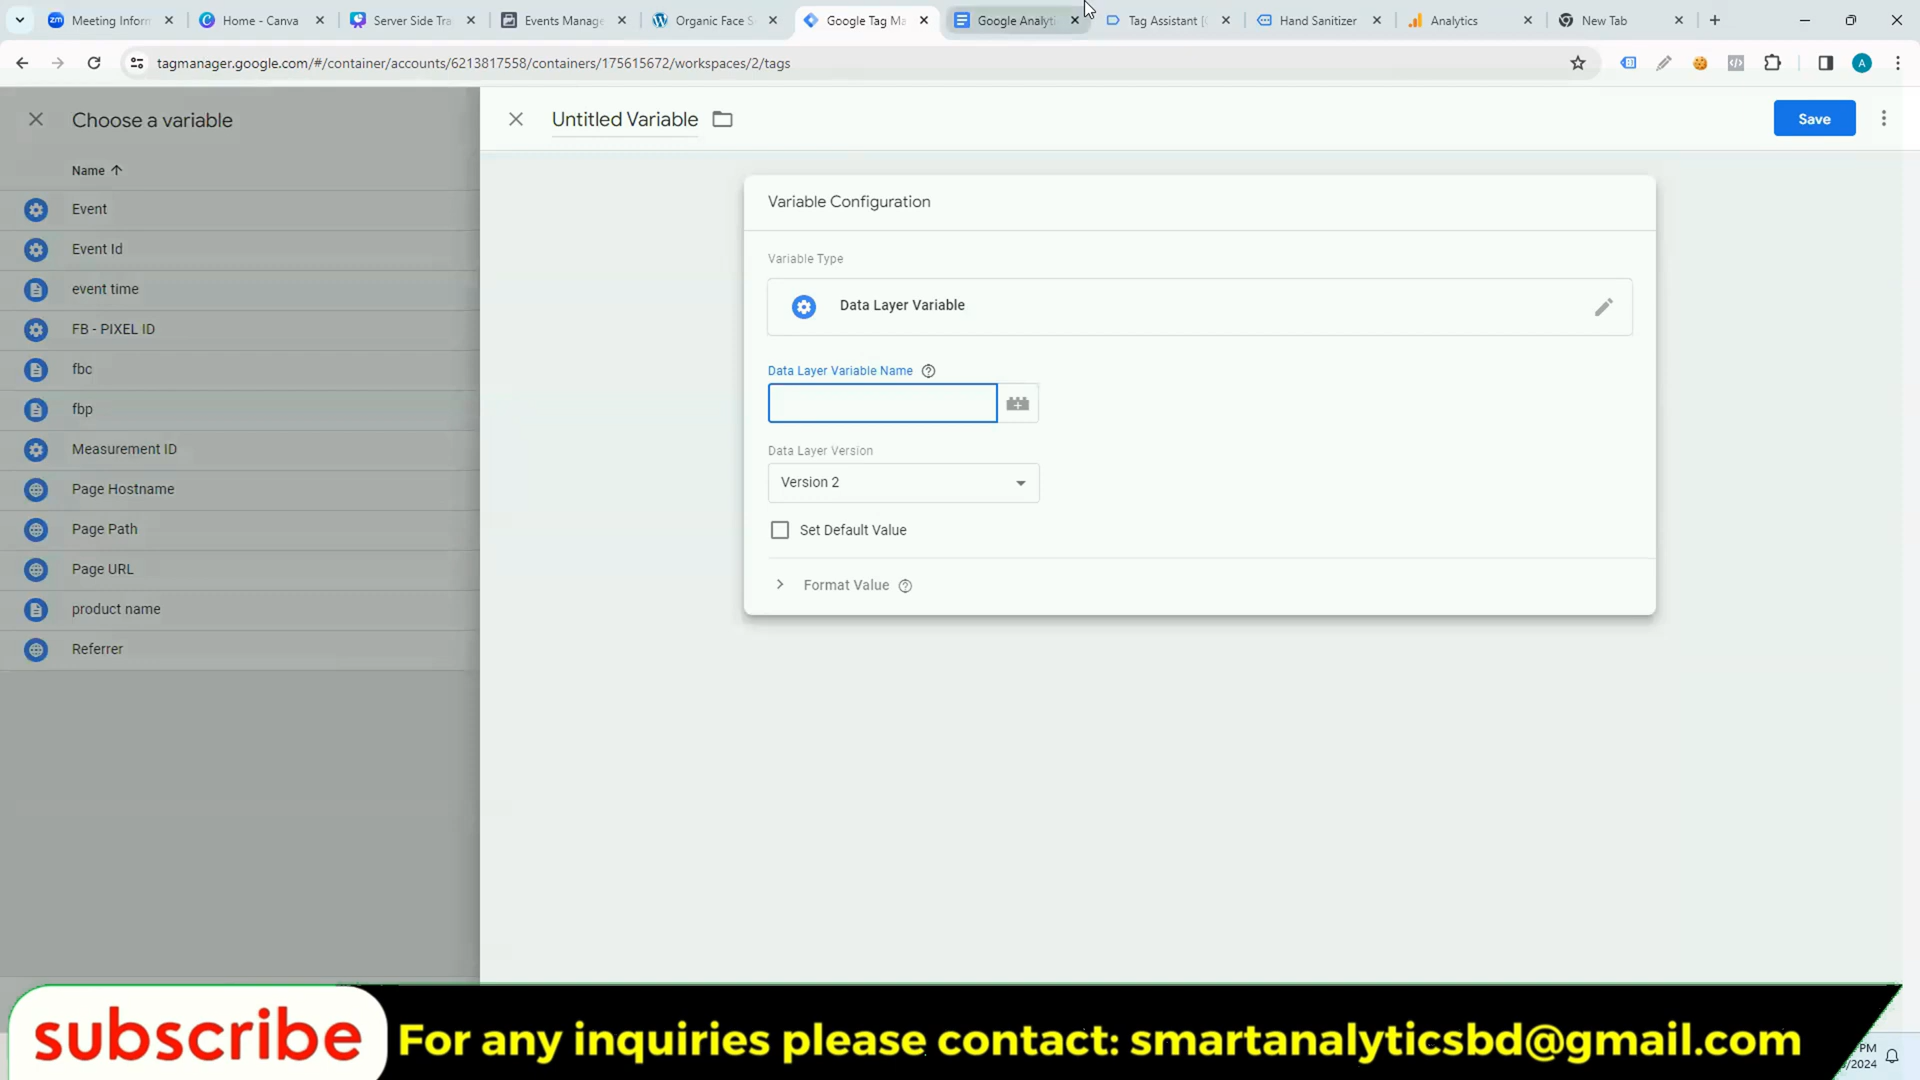 zm Meeting Inforn
Home - Canva
Server Side Tra
Events Manage
Organic Face S
Google Tag Ma
Google Analyti
Tag Assistant [
Hand Sanitizer
Analytics
New Tab
tagmanager.google.com/#/container/accounts/6213817558/containers/175615672/workspaces/2/tags
A
Choose a variable
Untitled Variable
Save
Name
Event
Event Id
event time
FB - PIXEL ID
fbc
fbp
Measurement ID
Page Hostname
Page Path
Page URL
product name
Referrer
Variable Configuration
Variable Type
Data Layer Variable
Data Layer Variable Name
Data Layer Version
Version 2
Set Default Value
Format Value
subscribe
For any inquiries please contact: smartanalyticsbd@gmail.com
PM
/2024